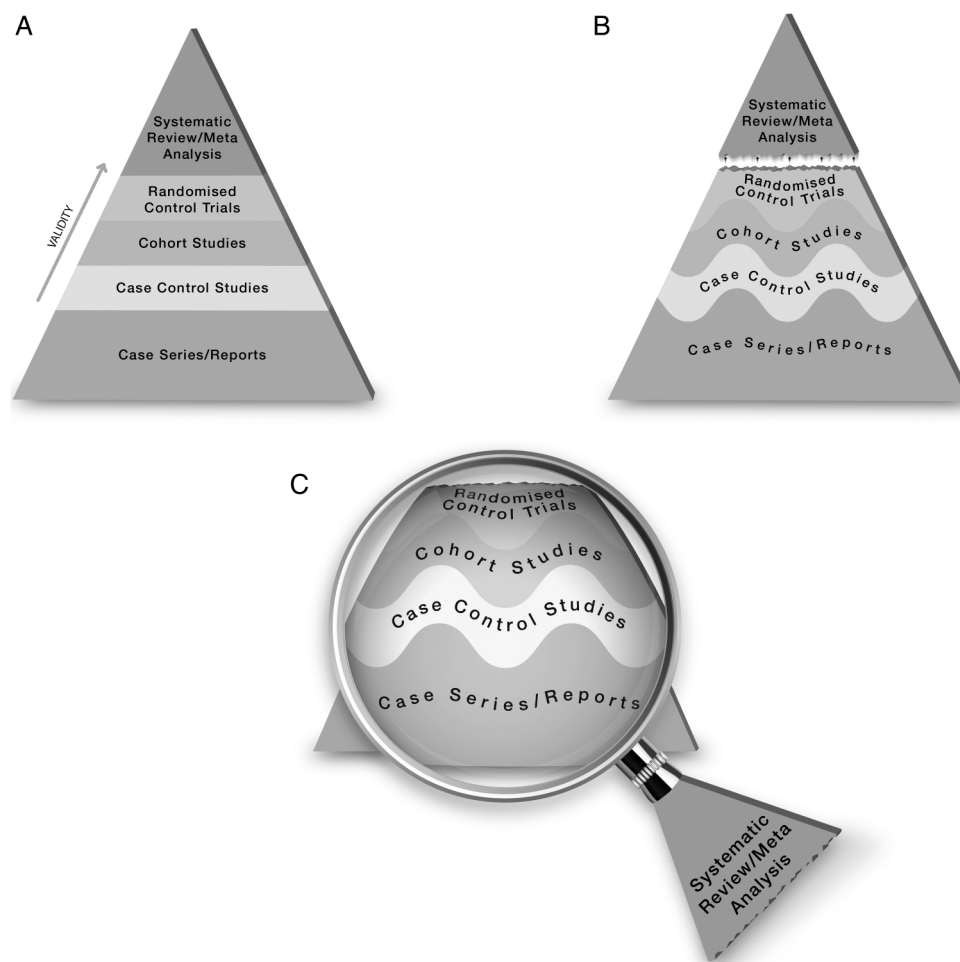 A
Systematic
Review/Meta
Analysis
Randomised
Control Trials
Cohort Studies
Case Control Studies
Case Series/Reports
VALIDITY
B
Systematic
Review/Meta
Analysis
Randomised
Control Trials
Cohort Studies
Case Control Studies
Case Series/Reports
C
Randomised
Control Trials
Cohort Studies
Case Control Studies
Case Series/Reports
Systematic
Review/Meta
Analysis